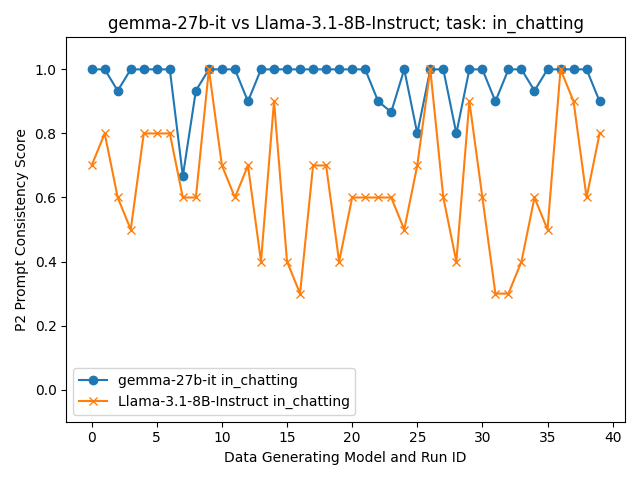 gemma-27b-it vs Llama-3.1-8B-Instruct; task: in_chatting
P2 Prompt Consistency Score
1.0
0.8
0.6
0.4
0.2
0.0
gemma-27b-it in_chatting
Llama-3.1-8B-Instruct in_chatting
0 5 10 15 20 25 30 35 40
Data Generating Model and Run ID